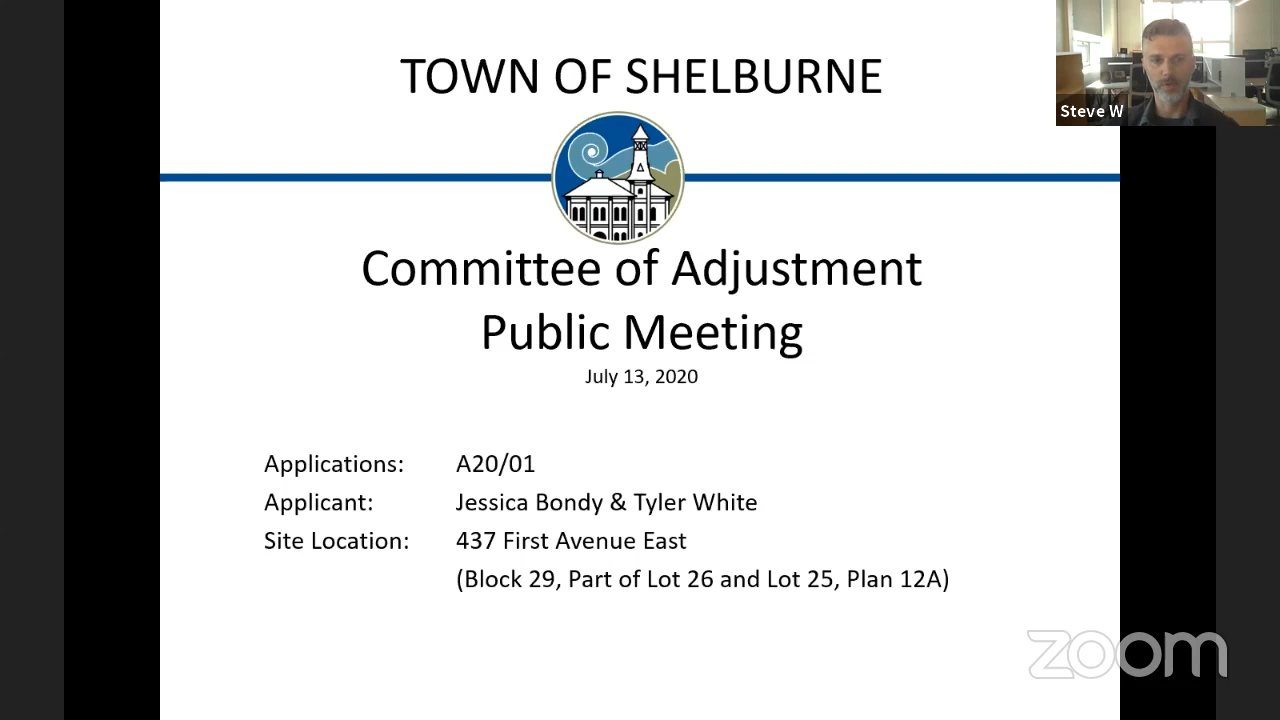 TOWN OF SHELBURNE
Steve W
Committee of Adjustment
Public Meeting
July 13, 2020
Applications: A20/01
Applicant: Jessica Bondy & Tyler White
Site Location: 437 First Avenue East
(Block 29, Part of Lot 26 and Lot 25, Plan 12A)
zoom